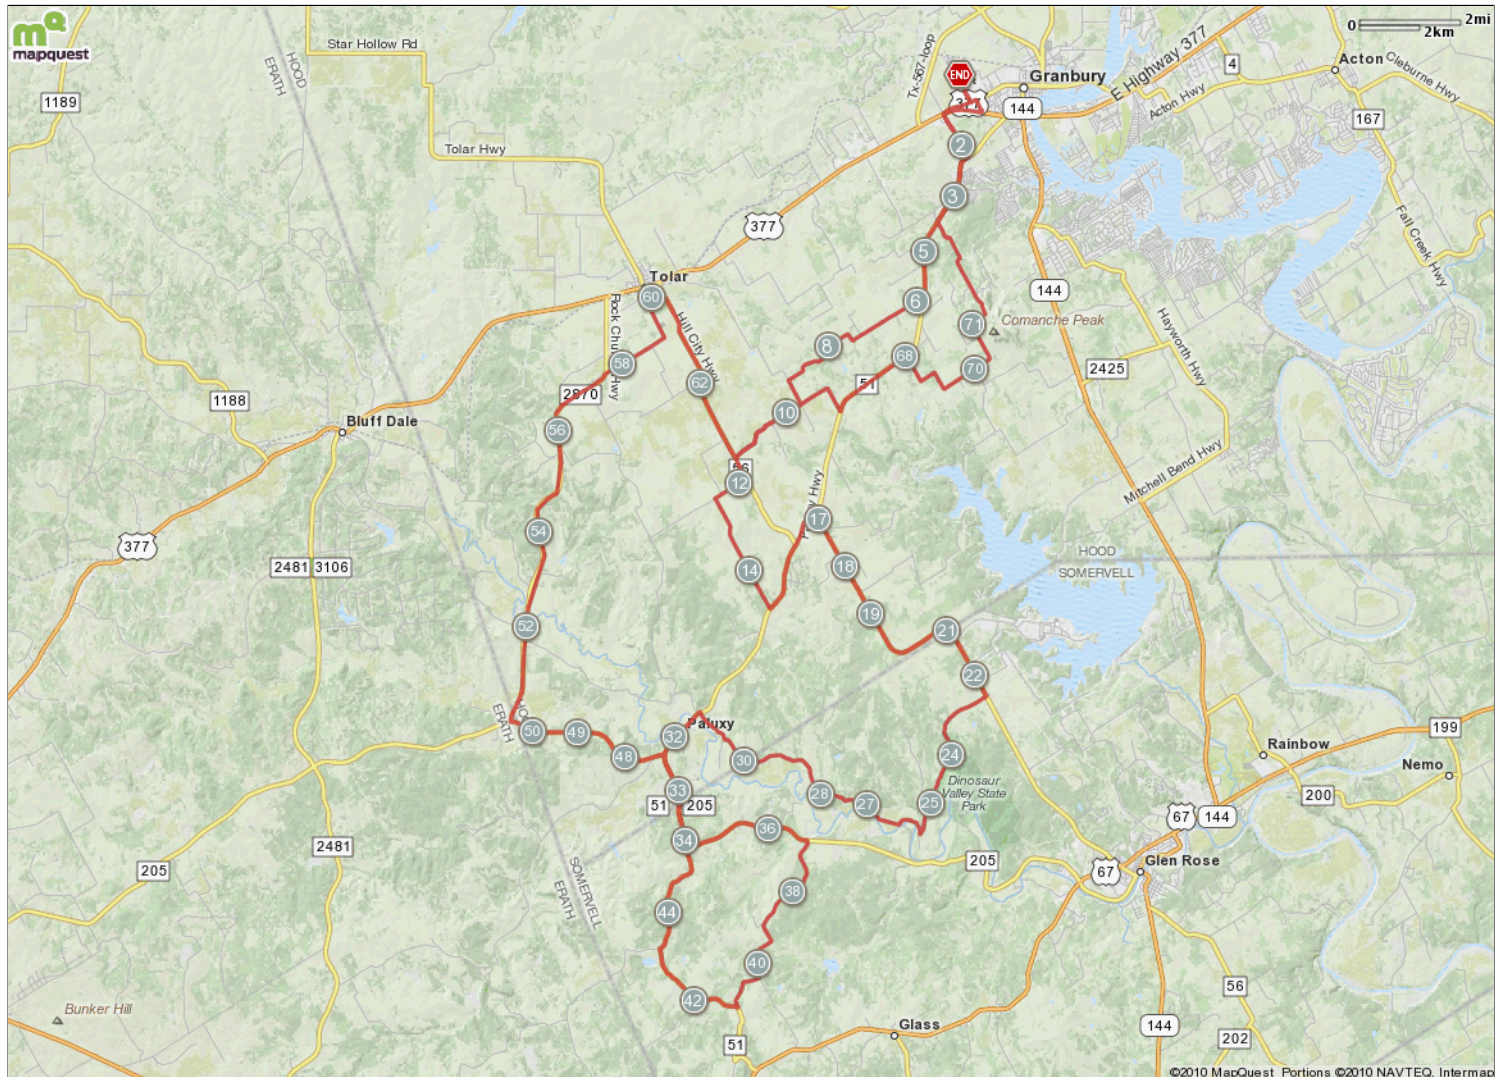 mapquest
0 2mi
2km
Star Hollow Rd
HOOD
ERATH
1189
Tx-567-loop
END
Granbury
E Highway 377
4
Acton
Cleburne Hwy
377
144
Acton Hwy
167
2
Tolar Hwy
3
Fall Creek Hwy
377
5
Tolar
144
60
6
Comanche Peak
71
Hill City Hwy
8
Hayworth Hwy
68
58
70
2425
62
51
2870
1188
10
Bluff Dale
56
Mitchell Bend Hwy
56
12
17
54
377
HOOD
SOMERVELL
2481 3106
14
18
19
52
21
22
ERATH
Paluxy
50
49
32
199
48
30
24
Rainbow
Nemo
Dinosaur
Valley State
Park
33
28
27
25
200
51
205
67
144
36
34
2481
205
205
Glen Rose
67
SOMERVELL
ERATH
38
44
40
56
42
Bunker Hill
Glass
144
51
202
©2010 MapQuest Portions ©2010 NAVTEQ, Intermap